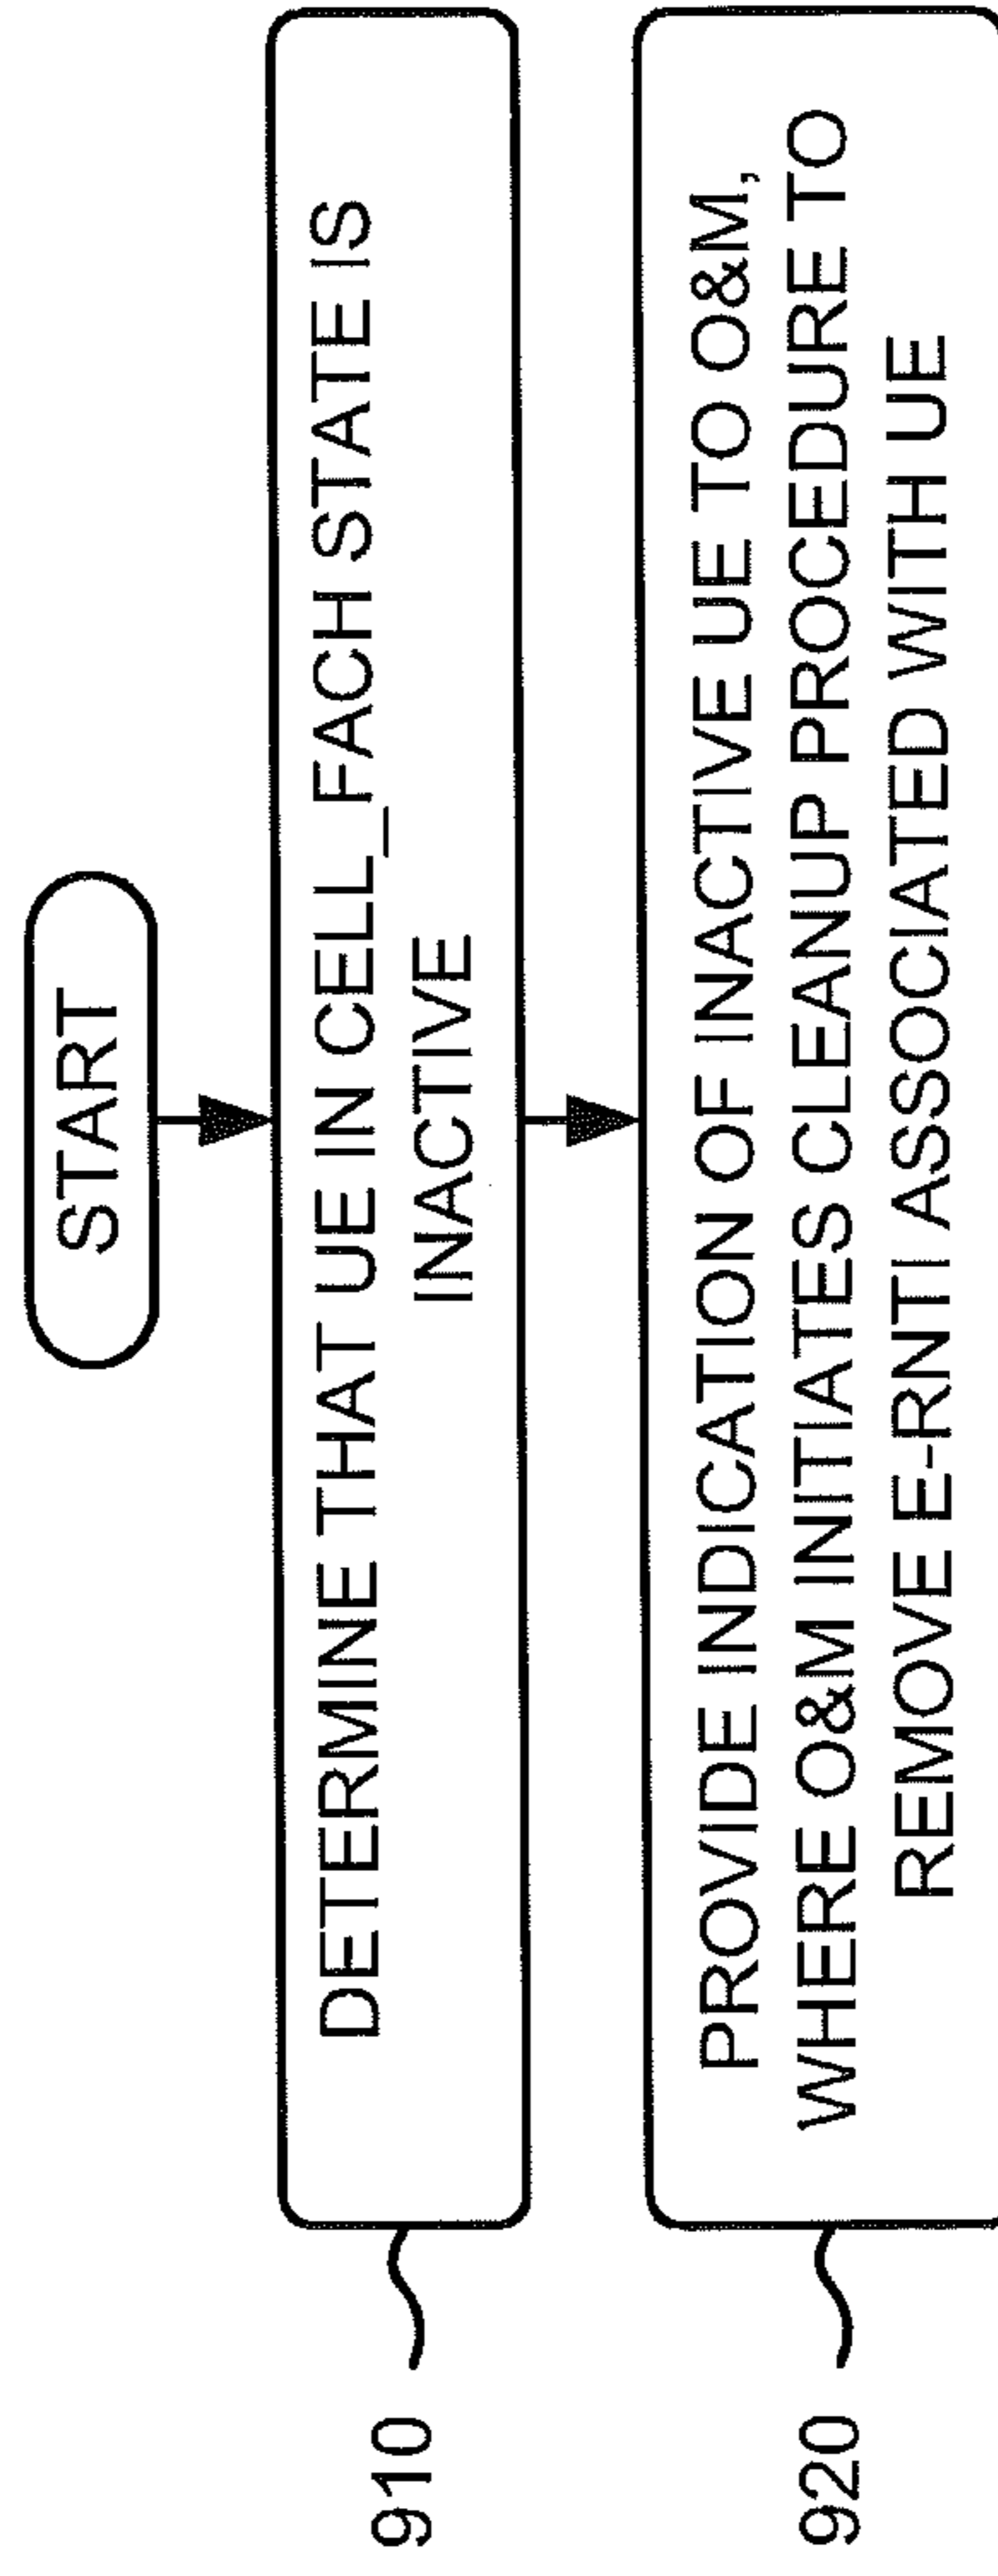 START
910
DETERMINE THAT UE IN CELL_FACH STATE IS
INACTIVE
920
PROVIDE INDICATION OF INACTIVE UE TO O&M,
WHERE O&M INITIATES CLEANUP PROCEDURE TO
REMOVE E-RNTI ASSOCIATED WITH UE